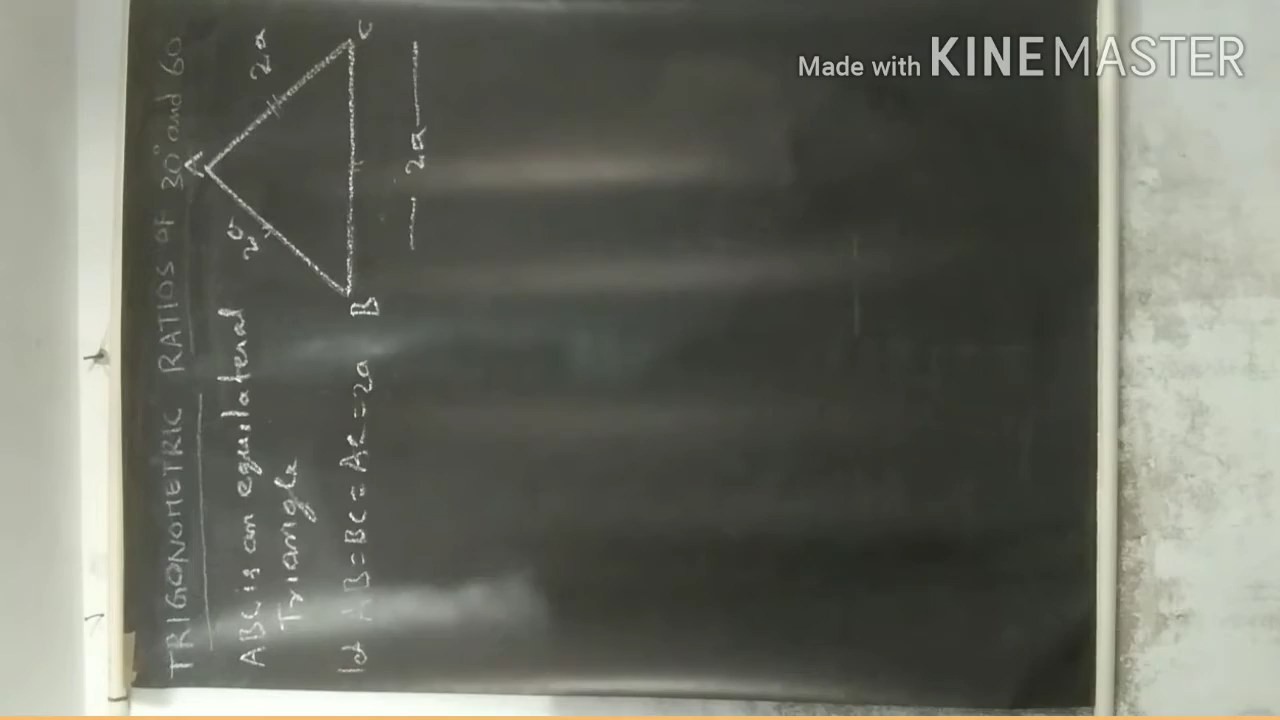 TRIGONOMETRIC RATIOS OF 30° and 60
ABC is an equilateral
Triangle
let AB = BC = AC = 2a
A
2a
2a
B
C
2a
Made with KINEMASTER